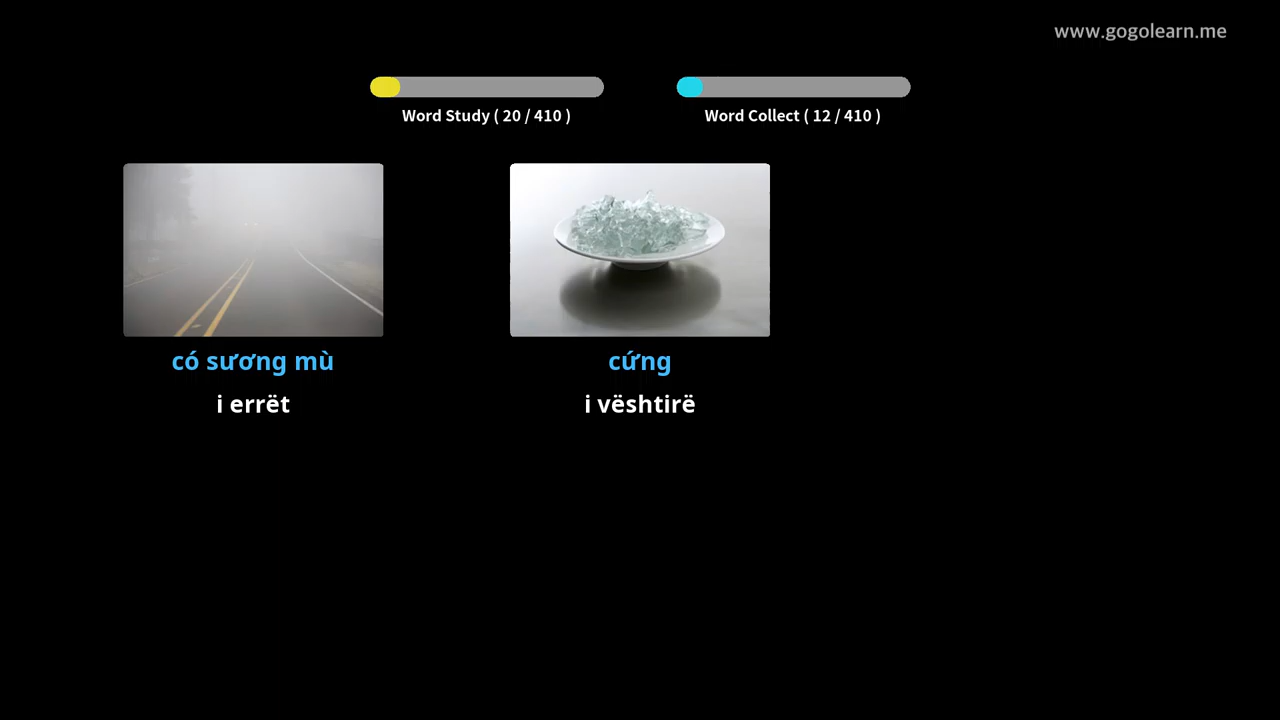 www.gogolearn.me
Word Study ( 20 / 410 )
Word Collect ( 12 / 410 )
có sương mù
i errët
cứng
i vështirë